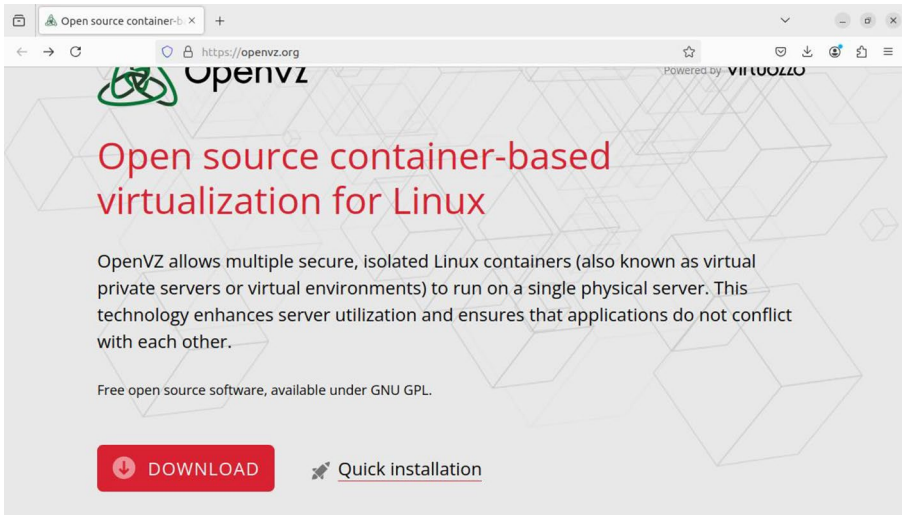 Open source container-b
https://openvz.org
OpenVZ
Powered by Virtuozzo
Open source container-based
virtualization for Linux
OpenVZ allows multiple secure, isolated Linux containers (also known as virtual
private servers or virtual environments) to run on a single physical server. This
technology enhances server utilization and ensures that applications do not conflict
with each other.
Free open source software, available under GNU GPL.
DOWNLOAD
Quick installation